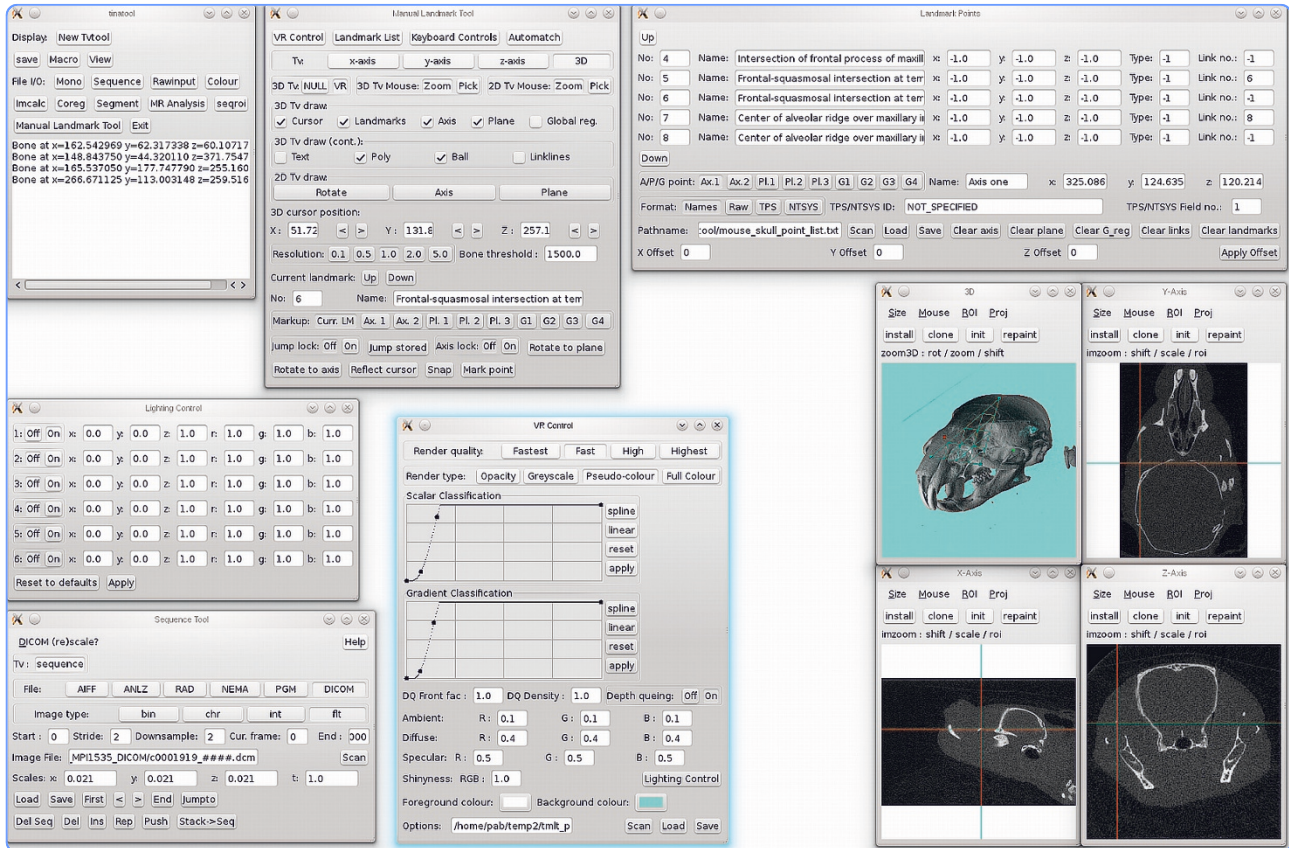 tinatool
Display: New Tvtool
save Macro View
File I/0: Mono Sequence Rawinput Colour
Imcalc Coreg Segment MR Analysis seqroi
Manual Landmark Tool Exit
Bone at x=162.542969 y=62.317338 z=60.10717
Bone at x=148.843750 y=44.320110 z=371.7547
Bone at x=165.537050 y=177.747790 z=255.160
Bone at x=266.671125 y=113.003148 z=259.516
Manual Landmark Tool
VR Control Landmark List Keyboard Controls Automatch
Tv: x-axis y-axis z-axis 3D
3D Tv: NULL VR 3D Tv Mouse: Zoom Pick 2D Tv Mouse: Zoom Pick
3D Tv draw:
Cursor Landmarks Axis Plane Global reg.
3D Tv draw (cont.):
Text Poly Ball Linklines
2D Tv draw:
Rotate Axis Plane
3D cursor position:
X: 51.72 < > Y: 131.8 < > Z: 257.1 < >
Resolution: 0.1 0.5 1.0 2.0 5.0 Bone threshold: 1500.0
Current landmark: Up Down
No: 6 Name: Frontal-squasmosal intersection at tem
Markup: Curr. LM Ax. 1 Ax. 2 Pl. 1 Pl. 2 Pl. 3 G1 G2 G3 G4
Jump lock: Off On Jump stored Axis lock: Off On Rotate to plane
Rotate to axis Reflect cursor Snap Mark point
Landmark Points
Up
No: 4 Name: Intersection of frontal process of maxill x: -1.0 y: -1.0 z: -1.0 Type: -1 Link no.: -1
No: 5 Name: Frontal-squasmosal intersection at tem x: -1.0 y: -1.0 z: -1.0 Type: -1 Link no.: 6
No: 6 Name: Frontal-squasmosal intersection at tem x: -1.0 y: -1.0 z: -1.0 Type: -1 Link no.: -1
No: 7 Name: Center of alveolar ridge over maxillary in x: -1.0 y: -1.0 z: -1.0 Type: -1 Link no.: 8
No: 8 Name: Center of alveolar ridge over maxillary in x: -1.0 y: -1.0 z: -1.0 Type: -1 Link no.: -1
Down
A/P/G point: Ax.1 Ax.2 Pl.1 Pl.2 Pl.3 G1 G2 G3 G4 Name: Axis one x: 325.086 y: 124.635 z: 120.214
Format: Names Raw TPS NTSYS TPS/NTSYS ID: NOT_SPECIFIED TPS/NTSYS Field no.: 1
Pathname: :ool/mouse_skull_point_list.txt Scan Load Save Clear axis Clear plane Clear G_reg Clear links Clear landmarks
X Offset 0 Y Offset 0 Z Offset 0 Apply Offset
Lighting Control
1: Off On x: 0.0 y: 0.0 z: 1.0 r: 1.0 g: 1.0 b: 1.0
2: Off On x: 0.0 y: 0.0 z: 1.0 r: 1.0 g: 1.0 b: 1.0
3: Off On x: 0.0 y: 0.0 z: 1.0 r: 1.0 g: 1.0 b: 1.0
4: Off On x: 0.0 y: 0.0 z: 1.0 r: 1.0 g: 1.0 b: 1.0
5: Off On x: 0.0 y: 0.0 z: 1.0 r: 1.0 g: 1.0 b: 1.0
6: Off On x: 0.0 y: 0.0 z: 1.0 r: 1.0 g: 1.0 b: 1.0
Reset to defaults Apply
Sequence Tool
DICOM (re)scale? Help
Tv: sequence
File: AIFF ANLZ RAD NEMA PGM DICOM
Image type: bin chr int flt
Start: 0 Stride: 2 Downsample: 2 Cur. frame: 0 End: 000
Image File: _MPI1535_DICOM/c0001919_####.dcm Scan
Scales: x: 0.021 y: 0.021 z: 0.021 t: 1.0
Load Save First < > End Jumpto
Del Seq Del Ins Rep Push Stack->Seq
VR Control
Render quality: Fastest Fast High Highest
Render type: Opacity Greyscale Pseudo-colour Full Colour
Scalar Classification
spline
linear
reset
apply
Gradient Classification
spline
linear
reset
apply
DQ Front fac: 1.0 DQ Density: 1.0 Depth queing: Off On
Ambient: R: 0.1 G: 0.1 B: 0.1
Diffuse: R: 0.4 G: 0.4 B: 0.4
Specular: R: 0.5 G: 0.5 B: 0.5
Shinyness: RGB: 1.0 Lighting Control
Foreground colour: Background colour:
Options: /home/pab/temp2/tmlt_p Scan Load Save
3D
Size Mouse ROI Proj
install clone init repaint
zoom3D : rot / zoom / shift
Y-Axis
Size Mouse ROI Proj
install clone init repaint
imzoom : shift / scale / roi
X-Axis
Size Mouse ROI Proj
install clone init repaint
imzoom : shift / scale / roi
Z-Axis
Size Mouse ROI Proj
install clone init repaint
imzoom : shift / scale / roi